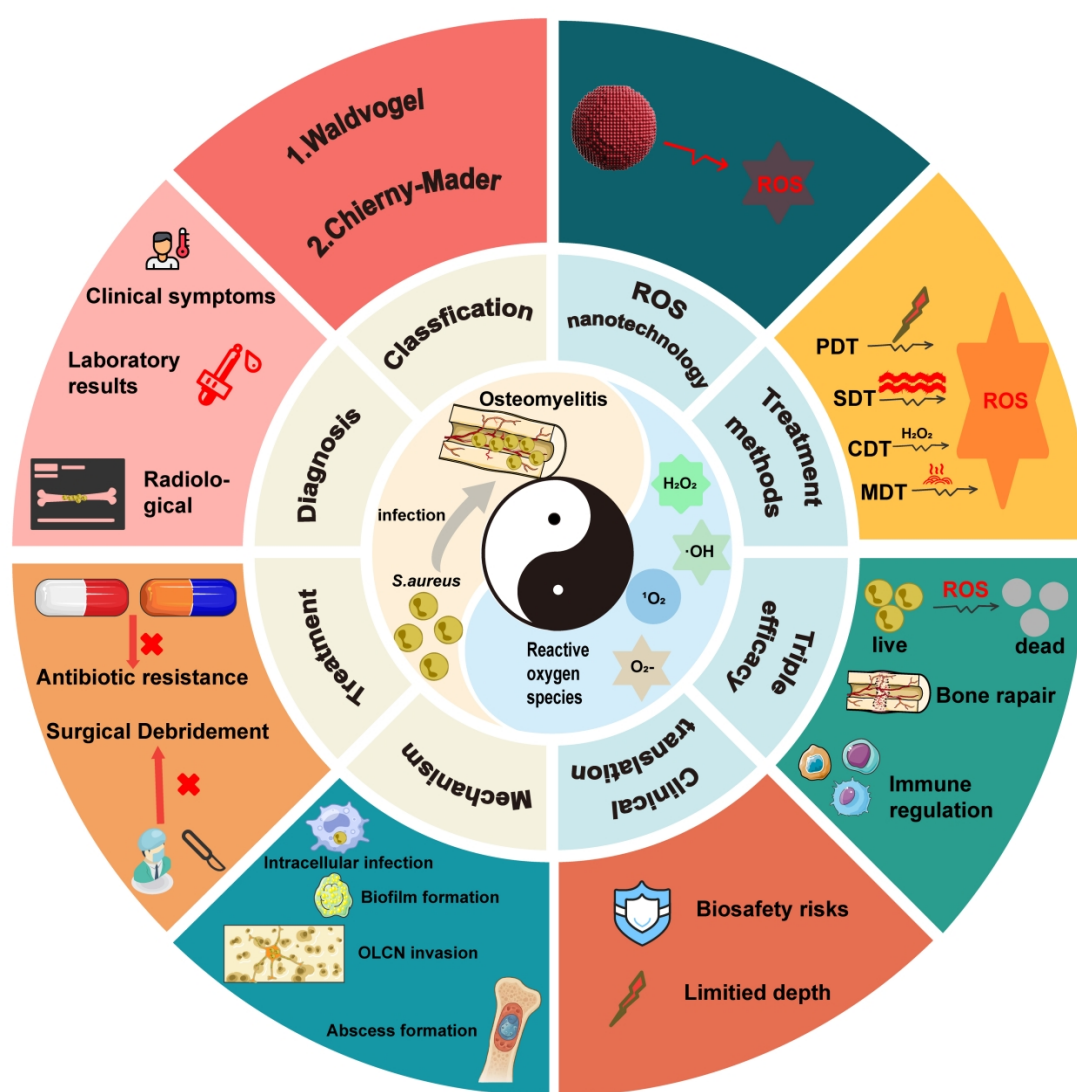 1.Waldvogel
2.Chierny-Mader
ROS
Clinical symptoms
Laboratory
results
Radiolo-
gical
Classfication
ROS
nanotechnology
PDT
SDT
CDT
H₂O₂
MDT
ROS
Diagnosis
Treatment
methods
Osteomyelitis
infection
S.aureus
H₂O₂
·OH
¹O₂
O₂-
Reactive
oxygen
species
Antibiotic resistance
Surgical Debridement
Treatment
Triple
efficacy
ROS
live
dead
Bone rapair
Immune
regulation
Mechanism
Clinical
translation
Intracellular infection
Biofilm formation
OLCN invasion
Abscess formation
Biosafety risks
Limitied depth